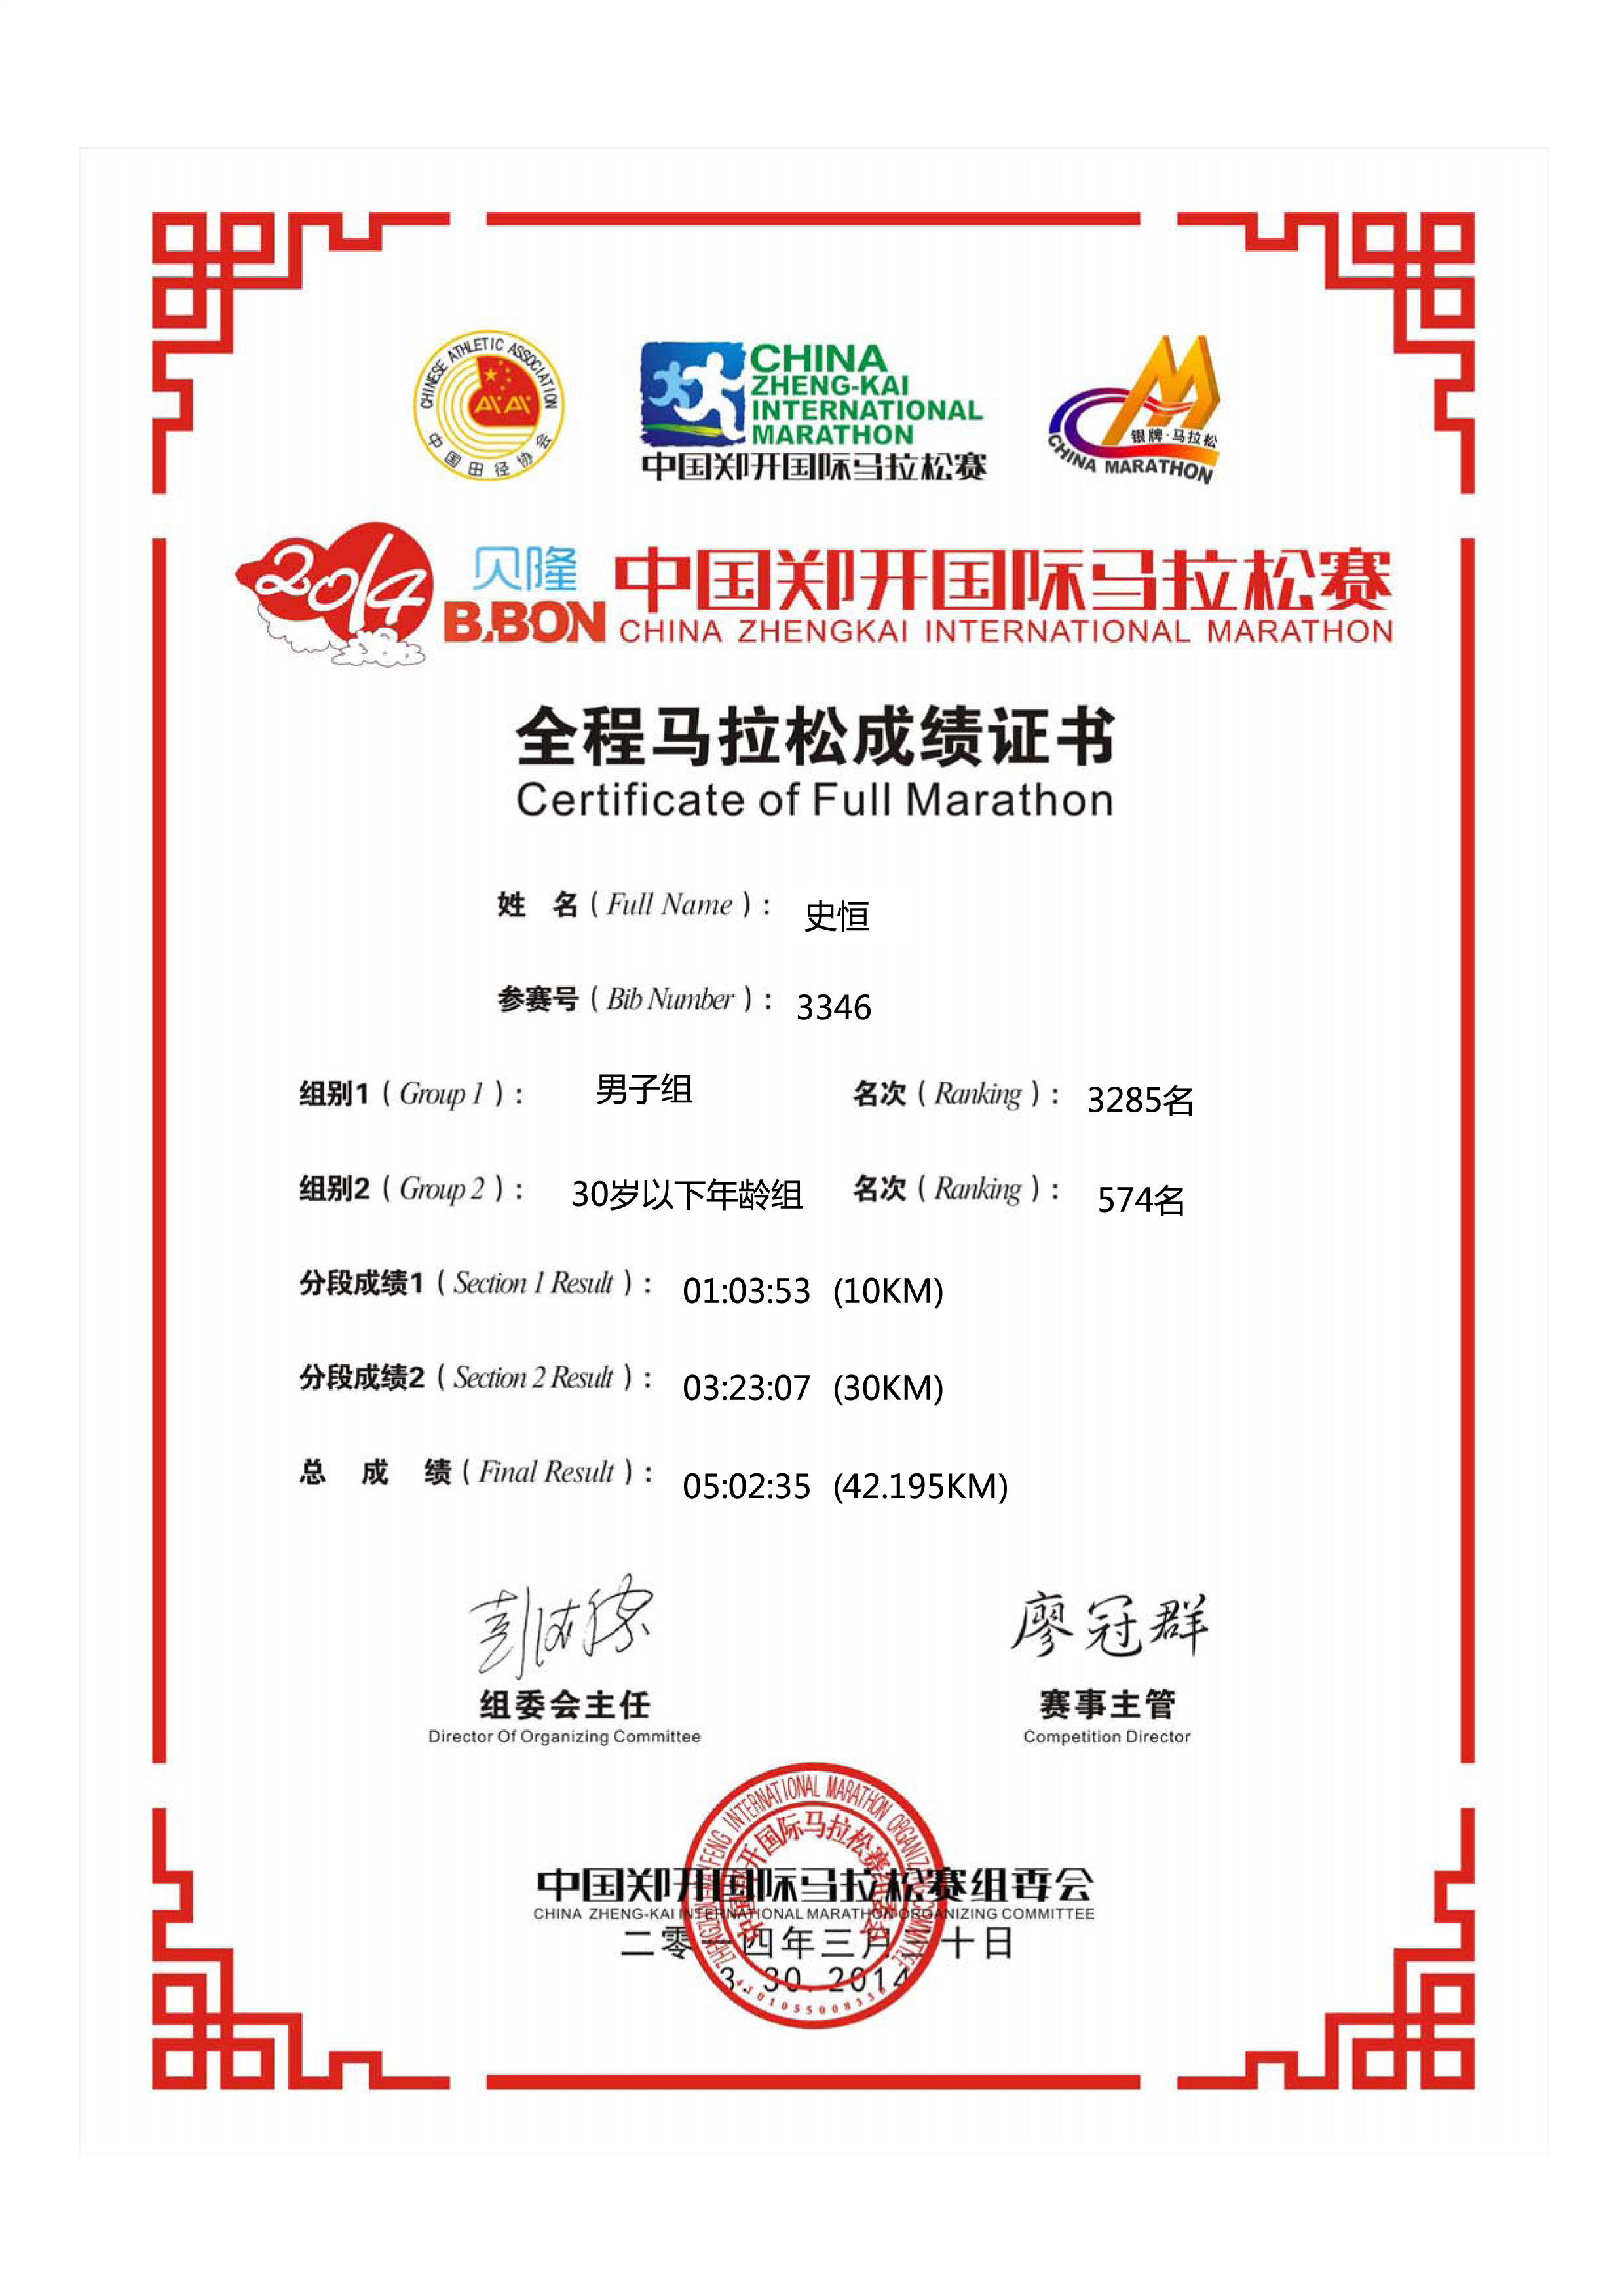 CHINESE ATHLETIC ASSOCIATION
中国田径协会
CHINA
ZHENG-KAI
INTERNATIONAL
MARATHON
中国郑开国际马拉松赛
银牌·马拉松
CHINA MARATHON
2014
贝隆
B.BON
中国郑开国际马拉松赛
CHINA ZHENGKAI INTERNATIONAL MARATHON
全程马拉松成绩证书
Certificate of Full Marathon
姓 名（Full Name）： 史恒
参赛号（Bib Number）： 3346
组别1（Group 1）： 男子组 名次（Ranking）： 3285名
组别2（Group 2）： 30岁以下年龄组 名次（Ranking）： 574名
分段成绩1（Section 1 Result）： 01:03:53 (10KM)
分段成绩2（Section 2 Result）： 03:23:07 (30KM)
总 成 绩（Final Result）： 05:02:35 (42.195KM)
廖冠群
组委会主任 赛事主管
Director Of Organizing Committee Competition Director
ZHENGZHOU-KAIFENG INTERNATIONAL MARATHON ORGANIZING COMMITTEE
中国郑开国际马拉松赛组委会
中国郑开国际马拉松赛组委会
CHINA ZHENG-KAI INTERNATIONAL MARATHON ORGANIZING COMMITTEE
二零一四年三月三十日
3. 30. 2014